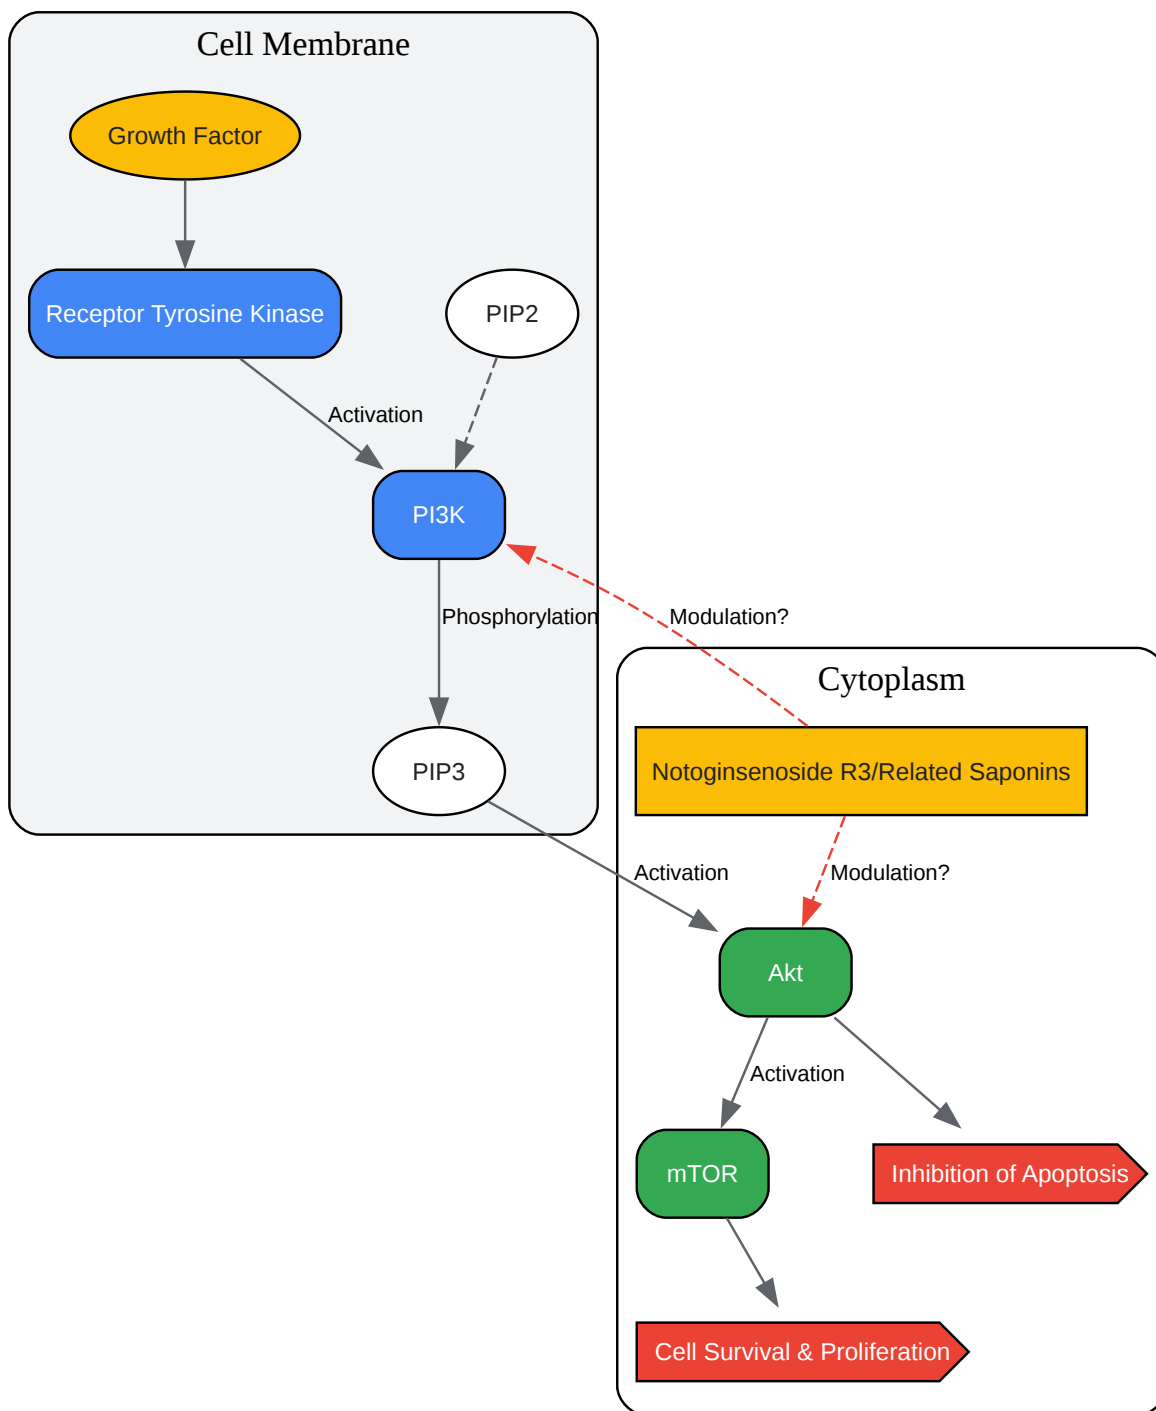 Cell Membrane
Growth Factor
Receptor Tyrosine Kinase
PIP2
Activation
PI3K
Phosphorylation
Modulation?
PIP3
Cytoplasm
Notoginsenoside R3/Related Saponins
Activation
Modulation?
Akt
Activation
mTOR
Inhibition of Apoptosis
Cell Survival & Proliferation